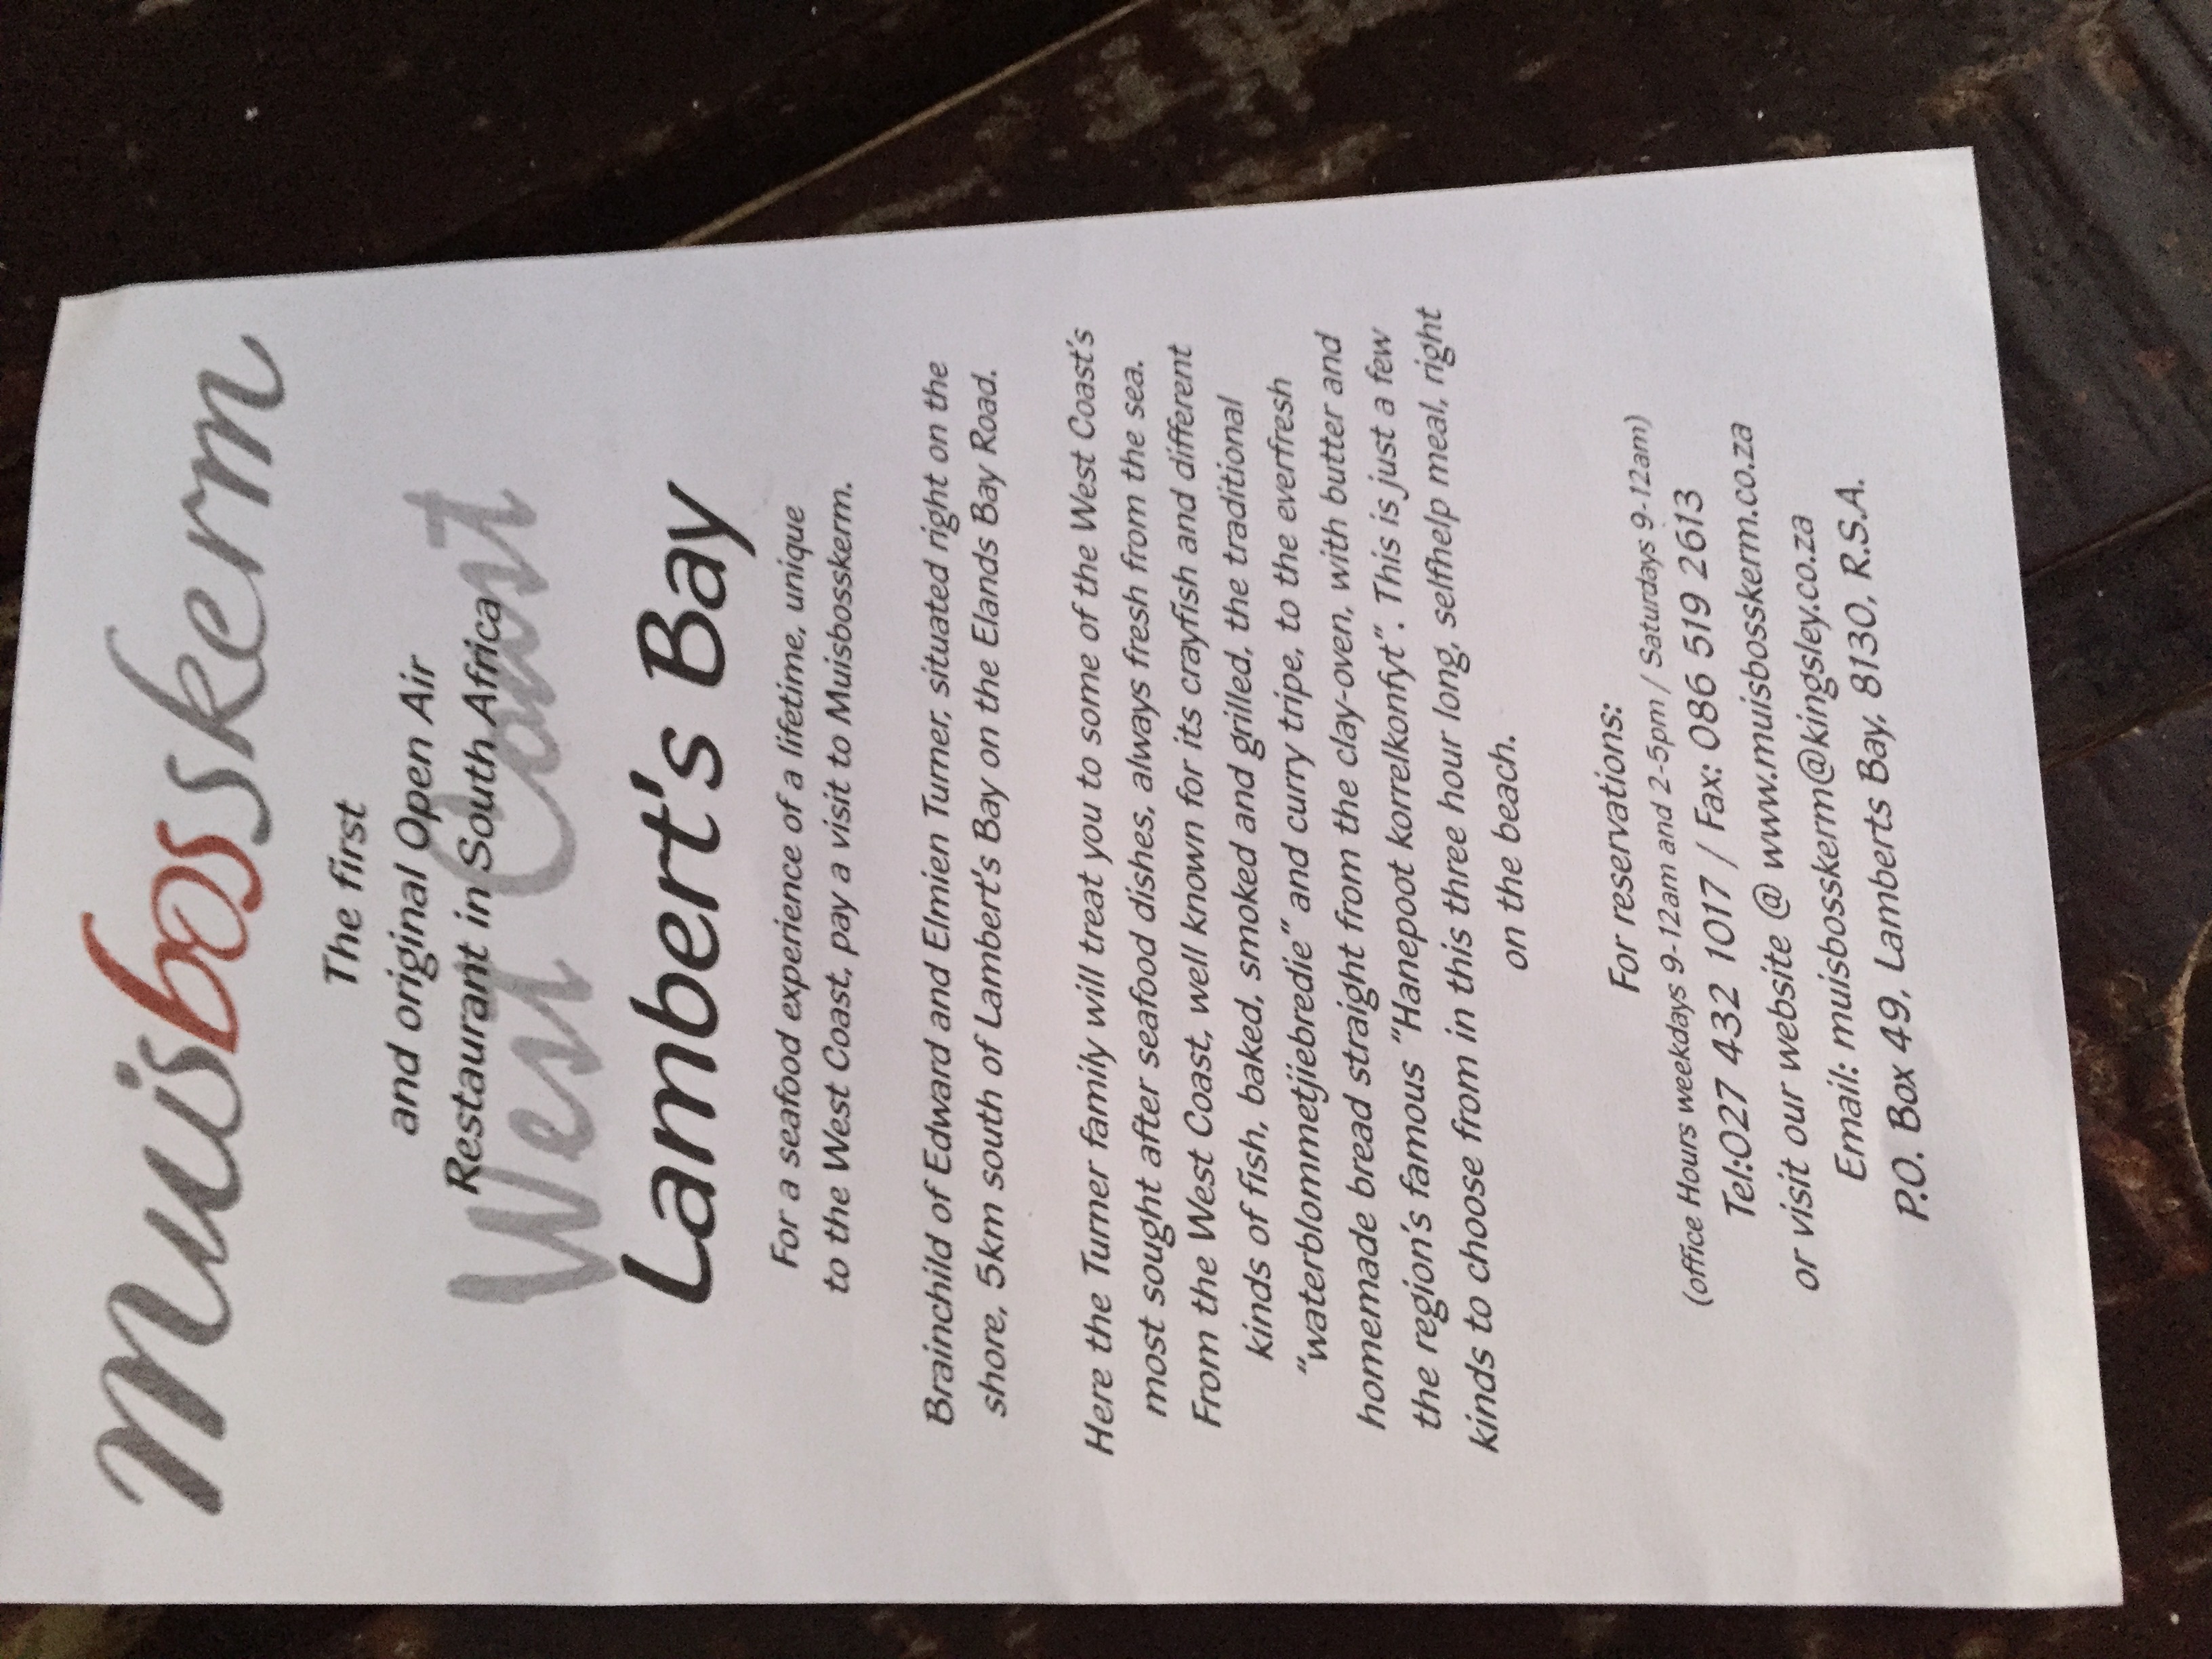 Muisbosskerm
The first
and original Open Air
Restaurant in South Africa
West Coast
Lambert's Bay
For a seafood experience of a lifetime, unique
to the West Coast, pay a visit to Muisbosskerm.
Brainchild of Edward and Elmien Turner, situated right on the
shore, 5km south of Lambert's Bay on the Elands Bay Road.
Here the Turner family will treat you to some of the West Coast's
most sought after seafood dishes, always fresh from the sea.
From the West Coast, well known for its crayfish and different
kinds of fish, baked, smoked and grilled, the traditional
"waterblommetjiebredie" and curry tripe, to the everfresh
homemade bread straight from the clay-oven, with butter and
the region's famous "Hanepoot korrelkonfyt". This is just a few
kinds to choose from in this three hour long, selfhelp meal, right
on the beach.
For reservations:
(office Hours weekdays 9-12am and 2-5pm / Saturdays 9-12am)
Tel:027 432 1017 / Fax: 086 519 2613
or visit our website @ www.muisbosskerm.co.za
Email: muisbosskerm@kingsley.co.za
P.O. Box 49, Lamberts Bay, 8130, R.S.A.